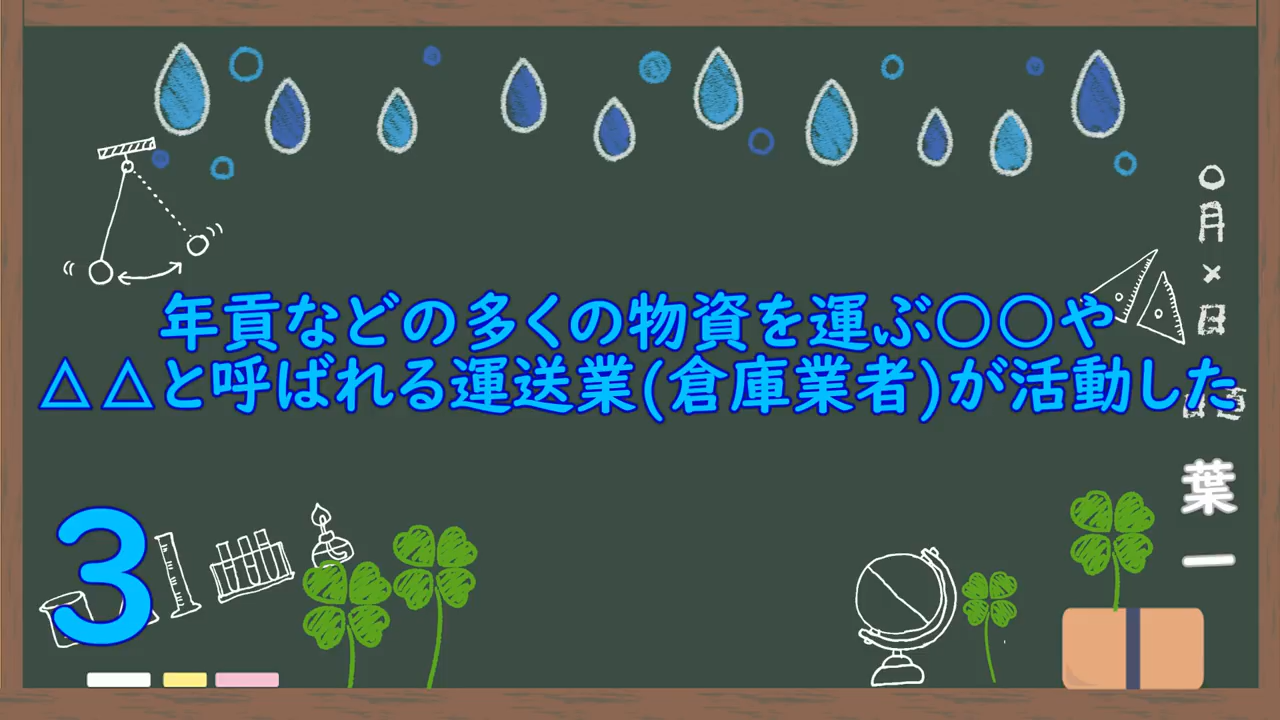 年貢などの多くの物資を運ぶ〇〇や
△△と呼ばれる運送業(倉庫業者)が活動した
3
〇月×日
葉一